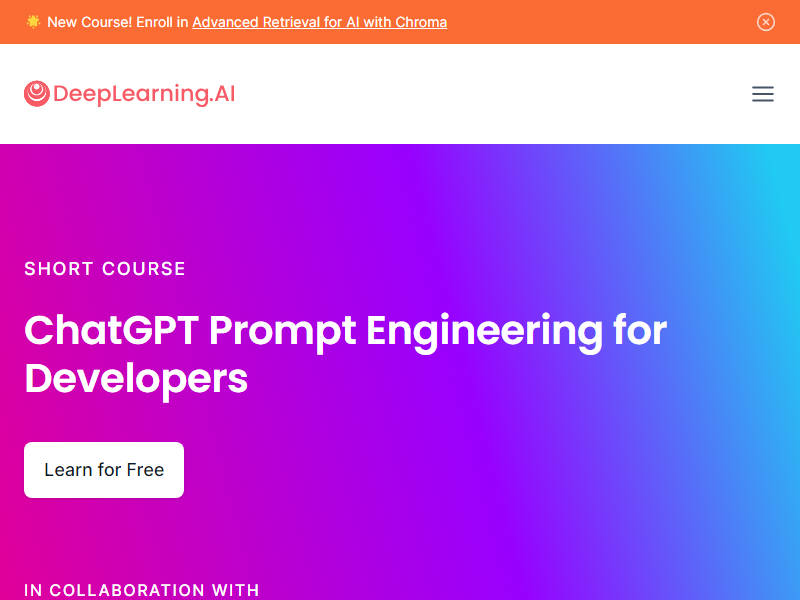 🌟 New Course! Enroll in Advanced Retrieval for AI with Chroma
DeepLearning.AI
SHORT COURSE
ChatGPT Prompt Engineering for
Developers
Learn for Free
IN COLLABORATION WITH